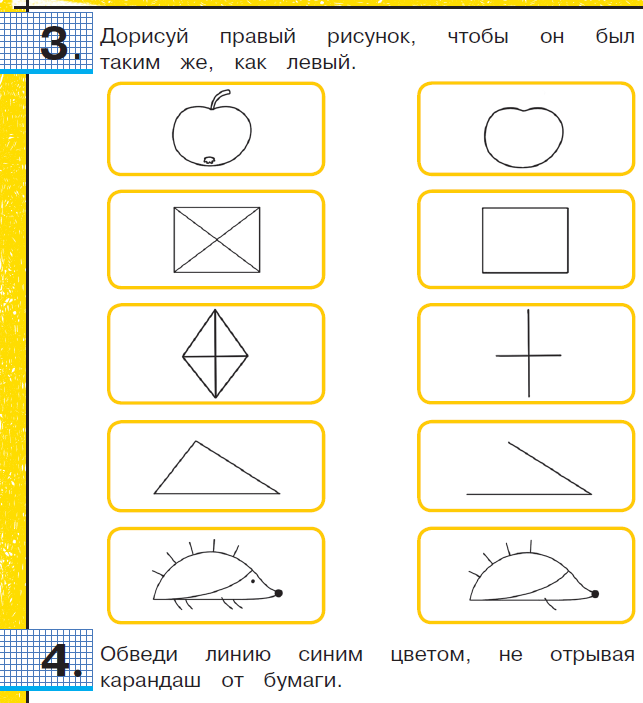 3. Дорисуй правый рисунок, чтобы он был
таким же, как левый.
4. Обведи линию синим цветом, не отрывая
карандаш от бумаги.